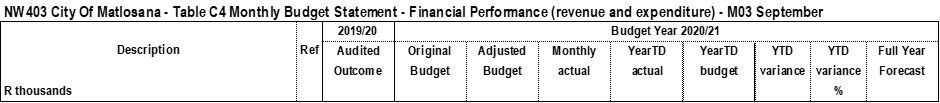 NW403 City Of Matlosana - Table C4 Monthly Budget Statement - Financial Performance (revenue and expenditure) - M03 September
2019/20 Budget Year 2020/21
Description Ref Audited Original Adjusted Monthly YearTD YearTD YTD YTD Full Year
Outcome Budget Budget actual actual budget variance variance Forecast
R thousands %